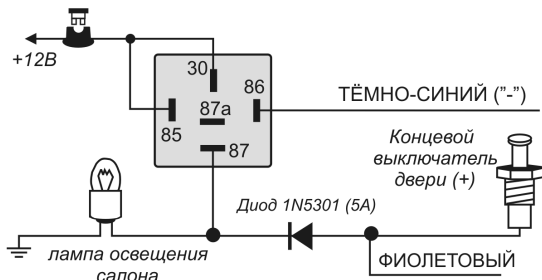 +12В
30
86
87а
85
87
ТЁМНО-СИНИЙ ("-")
Концевой
выключатель
двери (+)
Диод 1N5301 (5А)
лампа освещения
салона
ФИОЛЕТОВЫЙ